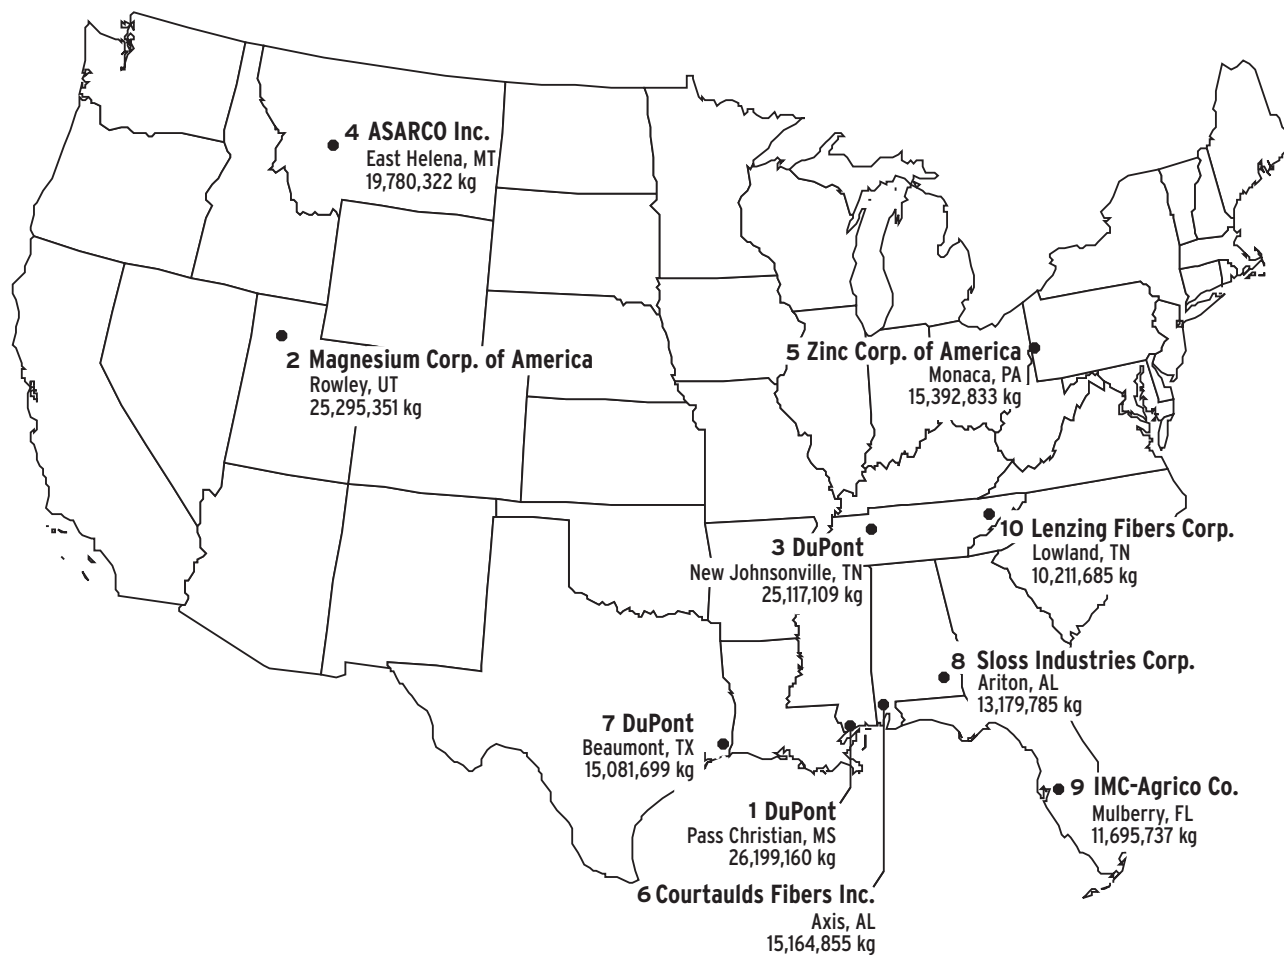 4 ASARCO Inc.
East Helena, MT
19,780,322 kg
2 Magnesium Corp. of America
Rowley, UT
25,295,351 kg
5 Zinc Corp. of America
Monaca, PA
15,392,833 kg
10 Lenzing Fibers Corp.
Lowland, TN
10,211,685 kg
3 DuPont
New Johnsonville, TN
25,117,109 kg
8 Sloss Industries Corp.
Ariton, AL
13,179,785 kg
7 DuPont
Beaumont, TX
15,081,699 kg
9 IMC-Agrico Co.
Mulberry, FL
11,695,737 kg
1 DuPont
Pass Christian, MS
26,199,160 kg
6 Courtaulds Fibers Inc.
Axis, AL
15,164,855 kg